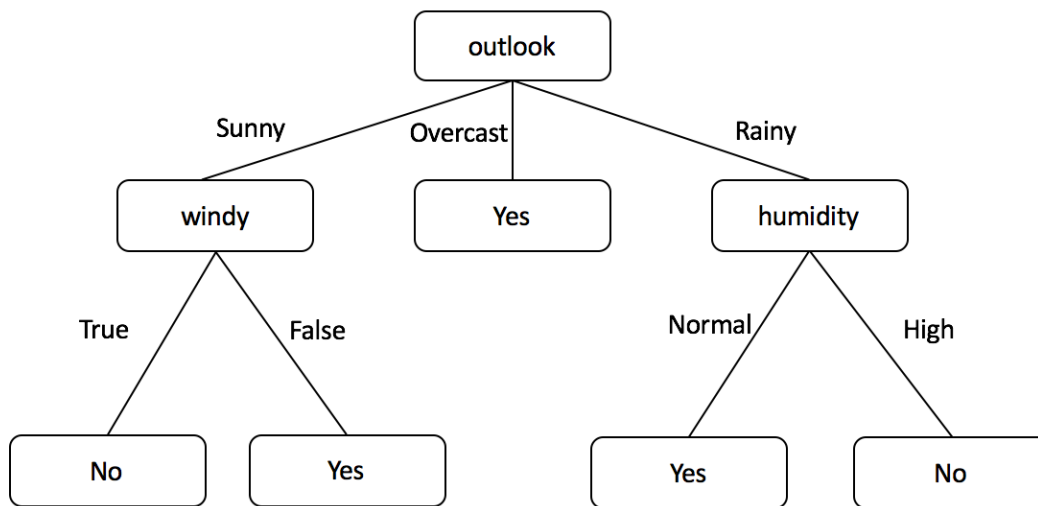 outlook
Sunny
Overcast
Rainy
windy
Yes
humidity
True
False
Normal
High
No
Yes
Yes
No